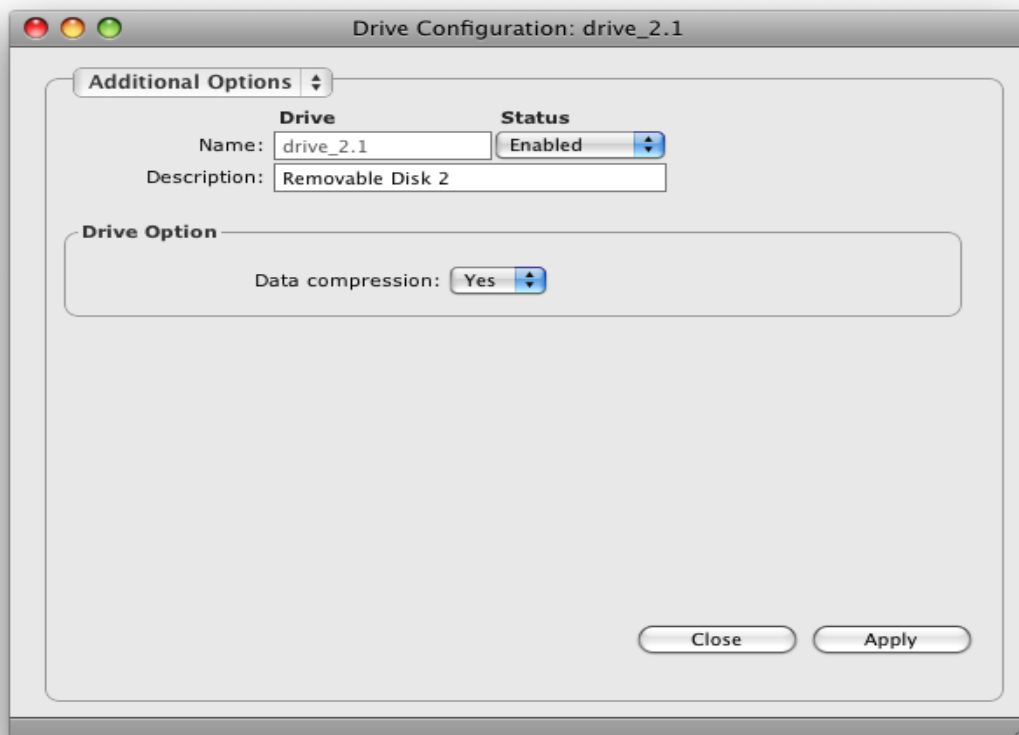 Drive Configuration: drive_2.1
Additional Options
Drive Status
Name: drive_2.1 Enabled
Description: Removable Disk 2
Drive Option
Data compression: Yes
Close Apply